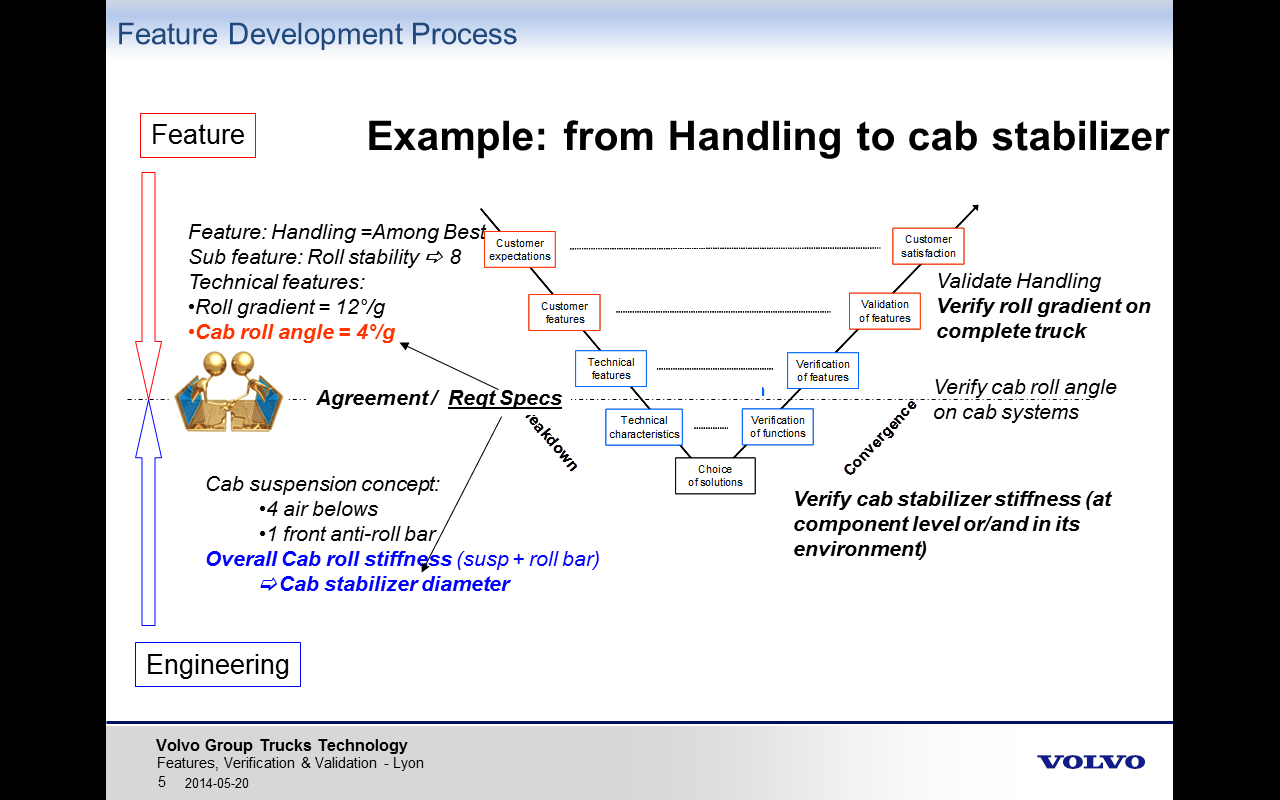 Feature Development Process
Feature
Example: from Handling to cab stabilizer
Feature: Handling =Among Best
Sub feature: Roll stability ⇨ 8
Technical features:
•Roll gradient = 12°/g
•Cab roll angle = 4°/g
Agreement / Reqt Specs
Cab suspension concept:
•4 air belows
•1 front anti-roll bar
Overall Cab roll stiffness (susp + roll bar)
⇨ Cab stabilizer diameter
Engineering
Customer
expectations
Customer
features
Technical
features
Technical
characteristics
Choice
of solutions
Verification
of functions
Verification
of features
Validation
of features
Customer
satisfaction
eakdown
Convergence
Validate Handling
Verify roll gradient on
complete truck
Verify cab roll angle
on cab systems
Verify cab stabilizer stiffness (at
component level or/and in its
environment)
Volvo Group Trucks Technology
Features, Verification & Validation - Lyon
5 2014-05-20
VOLVO